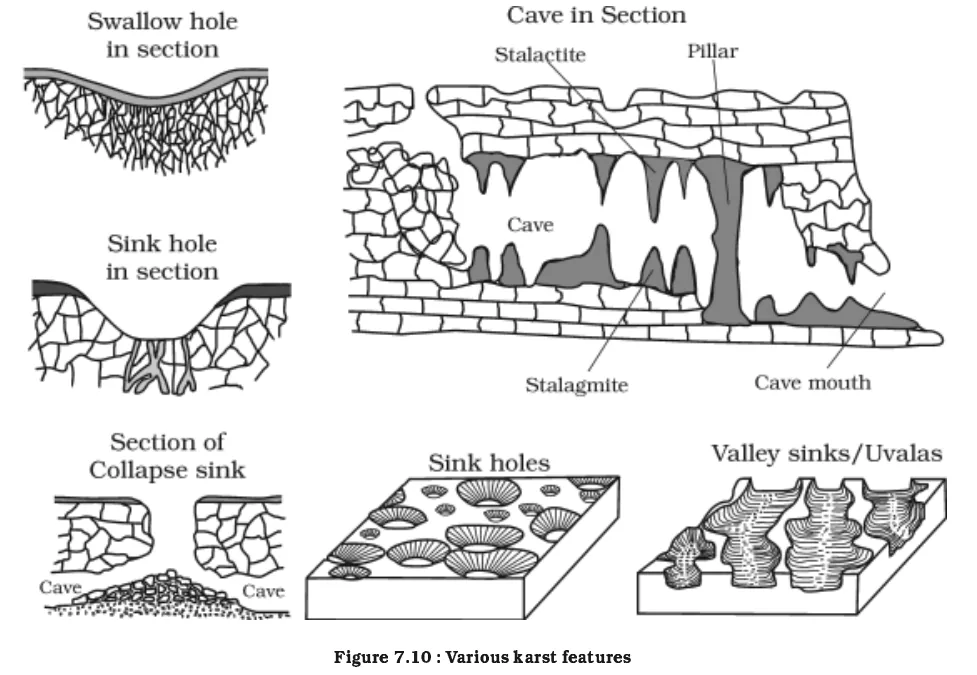 Swallow hole
in section
Cave in Section
Stalactite
Pillar
Cave
Stalagmite
Cave mouth
Sink hole
in section
Section of
Collapse sink
Cave
Cave
Sink holes
Valley sinks/Uvalas
Figure 7.10 : Various karst features